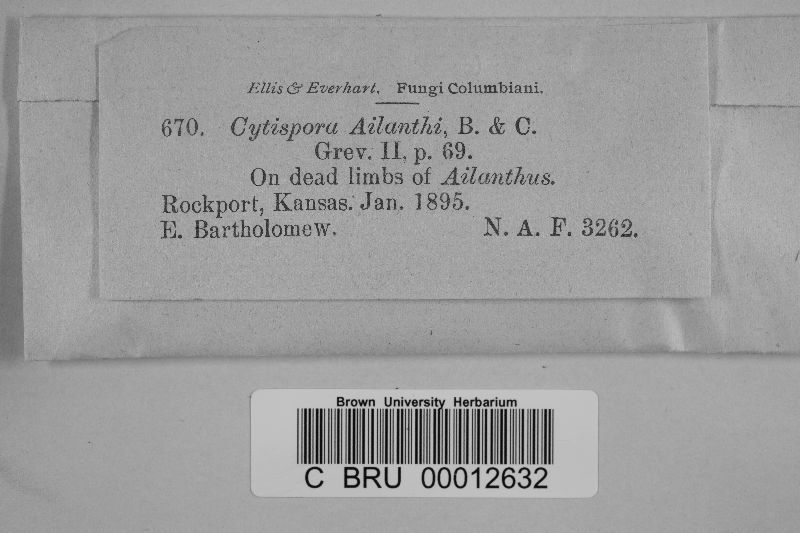 Ellis & Everhart. Fungi Columbiani.
670. Cytispora Ailanthi, B. & C.
Grev. II, p. 69.
On dead limbs of Ailanthus.
Rockport, Kansas. Jan. 1895.
E. Bartholomew. N. A. F. 3262.
Brown University Herbarium
C BRU 00012632